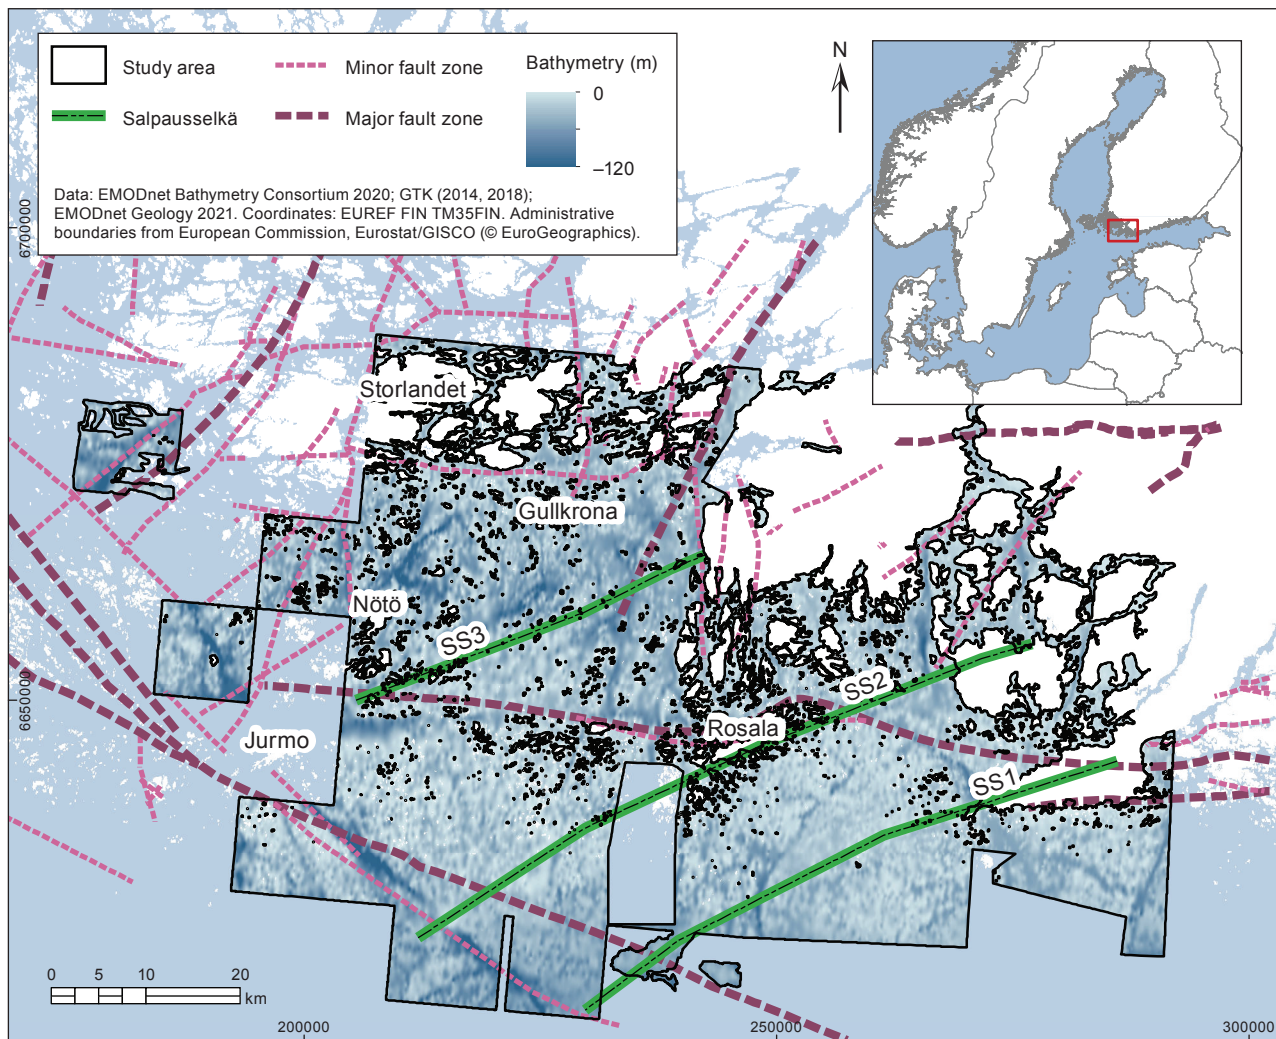 Study area
Minor fault zone
Bathymetry (m)
0
–120
Salpausselkä
Major fault zone
Data: EMODnet Bathymetry Consortium 2020; GTK (2014, 2018);
EMODnet Geology 2021. Coordinates: EUREF FIN TM35FIN. Administrative
boundaries from European Commission, Eurostat/GISCO (© EuroGeographics).
N
6700000
Storlandet
Gullkrona
Nötö
SS3
SS2
6650000
Rosala
Jurmo
SS1
0 5 10 20
km
200000
250000
300000